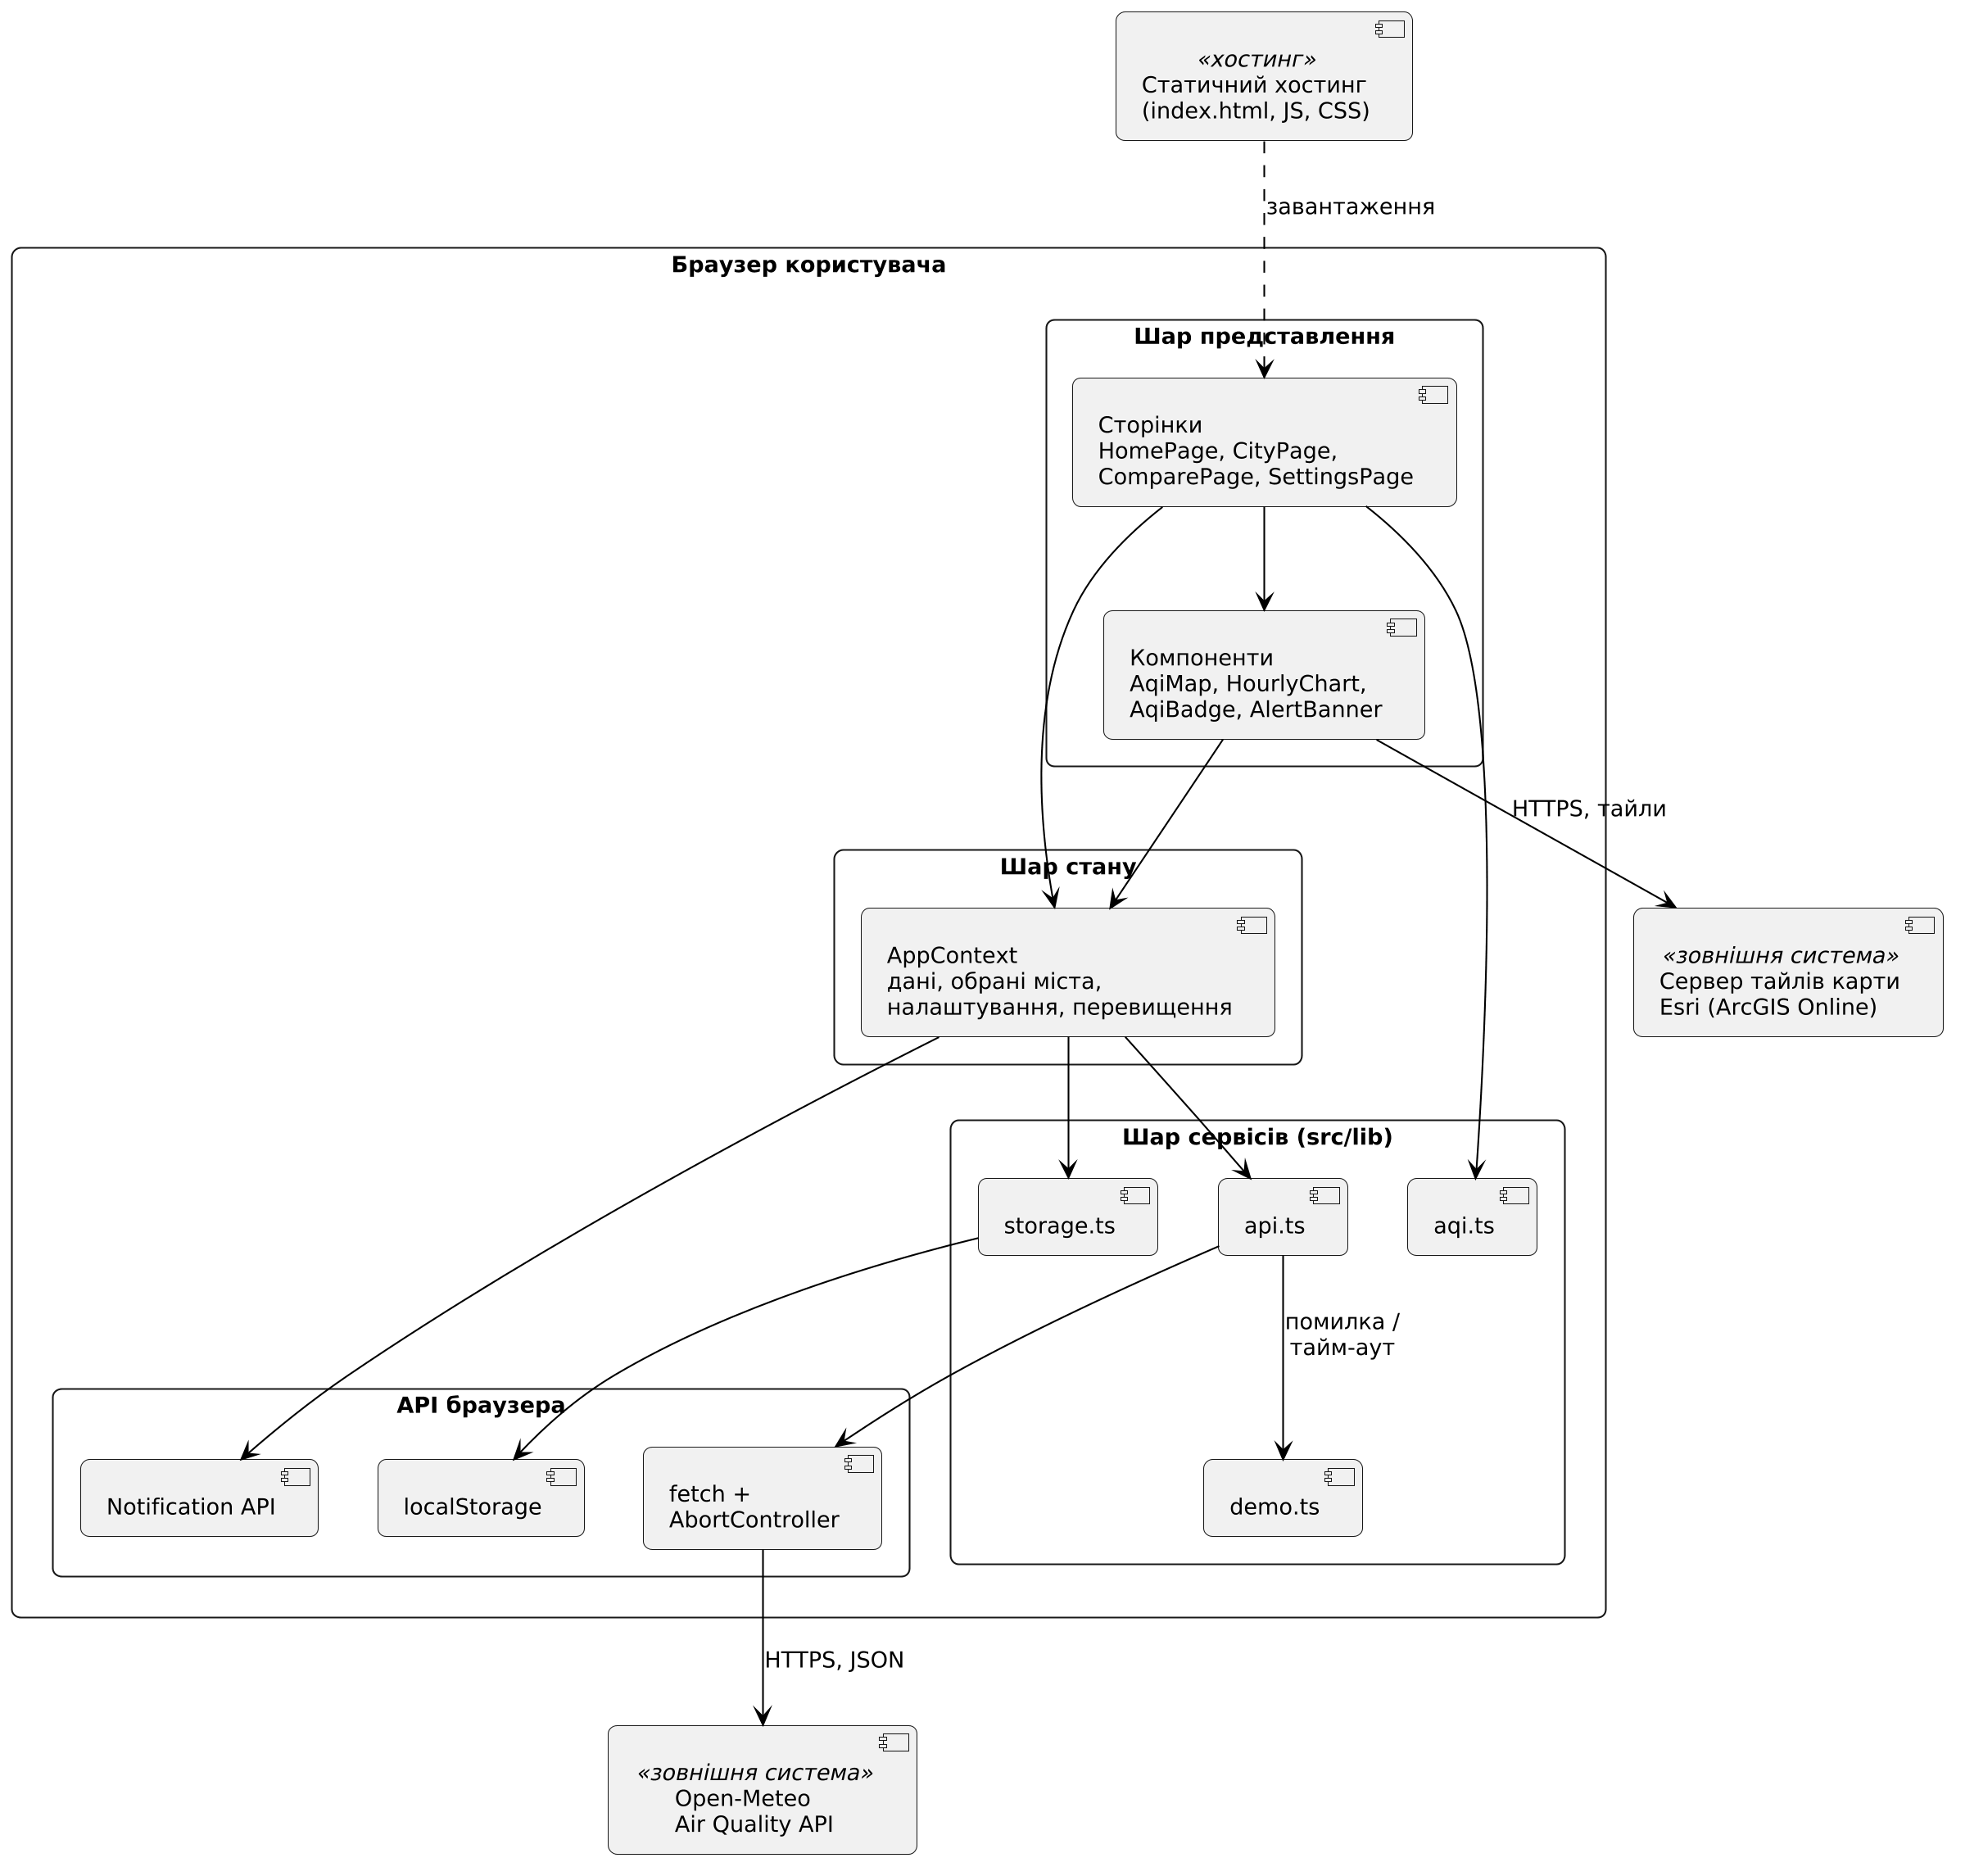 «хостинг»
Статичний хостинг
(index.html, JS, CSS)
завантаження
Браузер користувача
Шар представлення
Сторінки
HomePage, CityPage,
ComparePage, SettingsPage
Компоненти
AqiMap, HourlyChart,
AqiBadge, AlertBanner
HTTPS, тайли
Шар стану
AppContext
дані, обрані міста,
налаштування, перевищення
«зовнішня система»
Сервер тайлів карти
Esri (ArcGIS Online)
Шар сервісів (src/lib)
storage.ts
api.ts
aqi.ts
помилка /
тайм-аут
API браузера
Notification API
localStorage
fetch +
AbortController
demo.ts
HTTPS, JSON
«зовнішня система»
Open-Meteo
Air Quality API